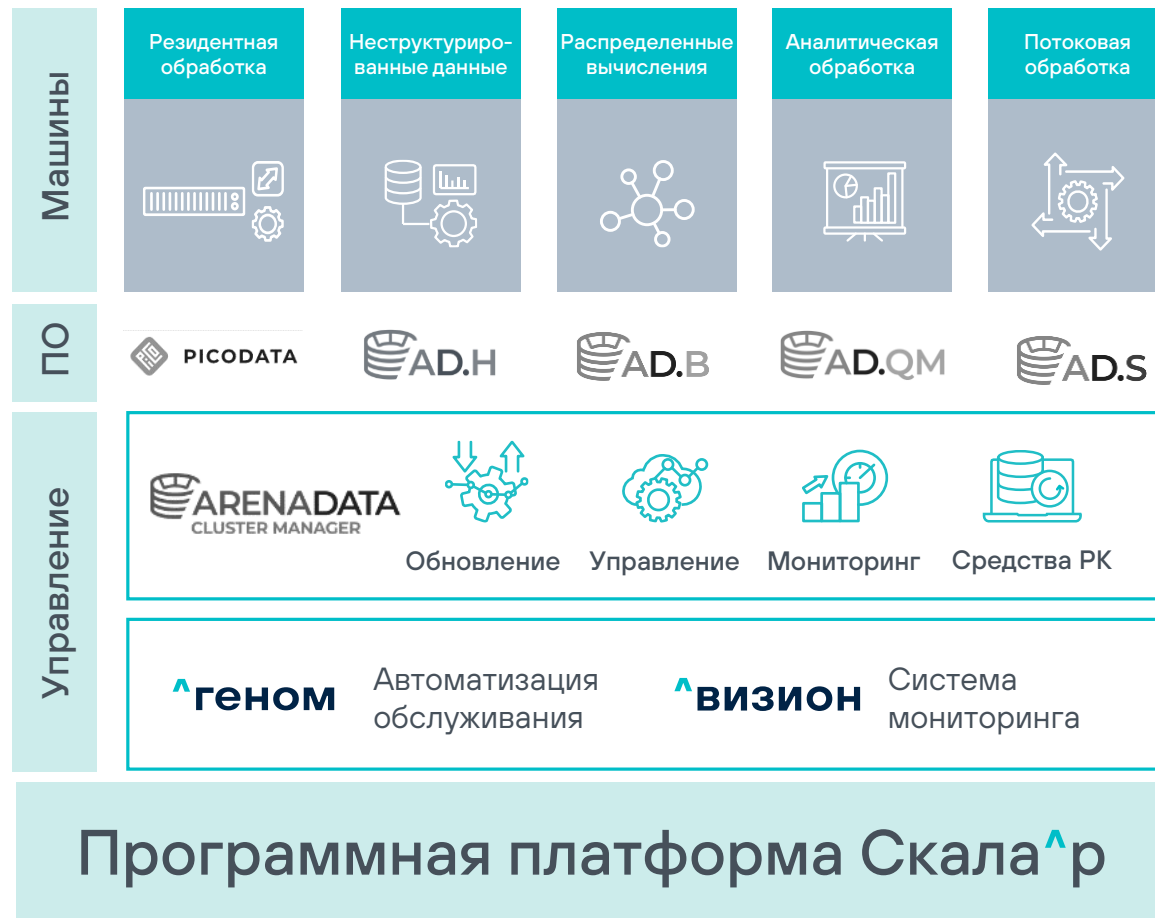 Машины
Резидентная
обработка
Неструктуриро-
ванные данные
Распределенные
вычисления
Аналитическая
обработка
Потоковая
обработка
ПО
PICODATA
AD.H
AD.B
AD.QM
AD.S
Управление
ARENADATA
CLUSTER MANAGER
Обновление
Управление
Мониторинг
Средства РК
^геном
Автоматизация
обслуживания
^визион
Система
мониторинга
Программная платформа Скала^р